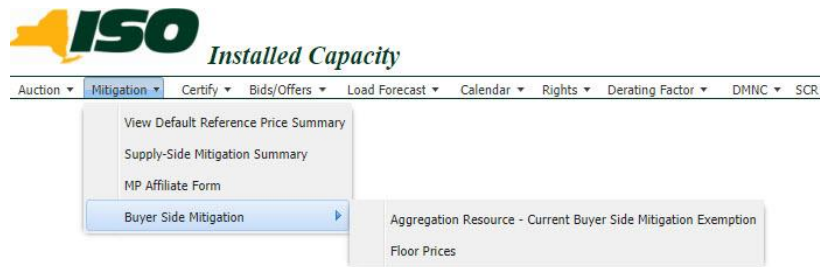 ISO
Installed Capacity
Auction Mitigation Certify Bids/Offers Load Forecast Calendar Rights Derating Factor DMNC SCR
View Default Reference Price Summary
Supply-Side Mitigation Summary
MP Affiliate Form
Buyer Side Mitigation
Aggregation Resource - Current Buyer Side Mitigation Exemption
Floor Prices